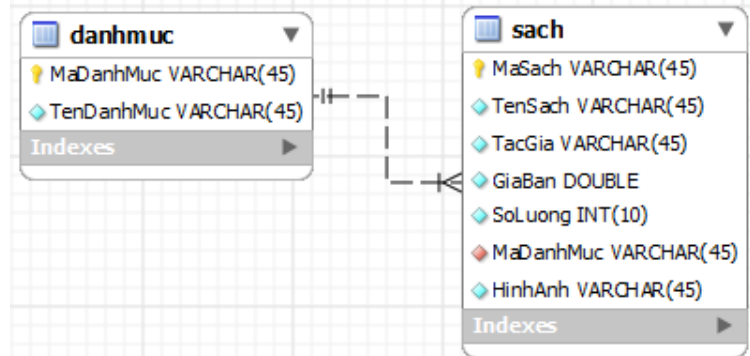 danhmuc
MaDanhMuc VARCHAR(45)
TenDanhMuc VARCHAR(45)
Indexes
sach
MaSach VARCHAR(45)
TenSach VARCHAR(45)
TacGia VARCHAR(45)
GiaBan DOUBLE
SoLuong INT(10)
MaDanhMuc VARCHAR(45)
HinhAnh VARCHAR(45)
Indexes